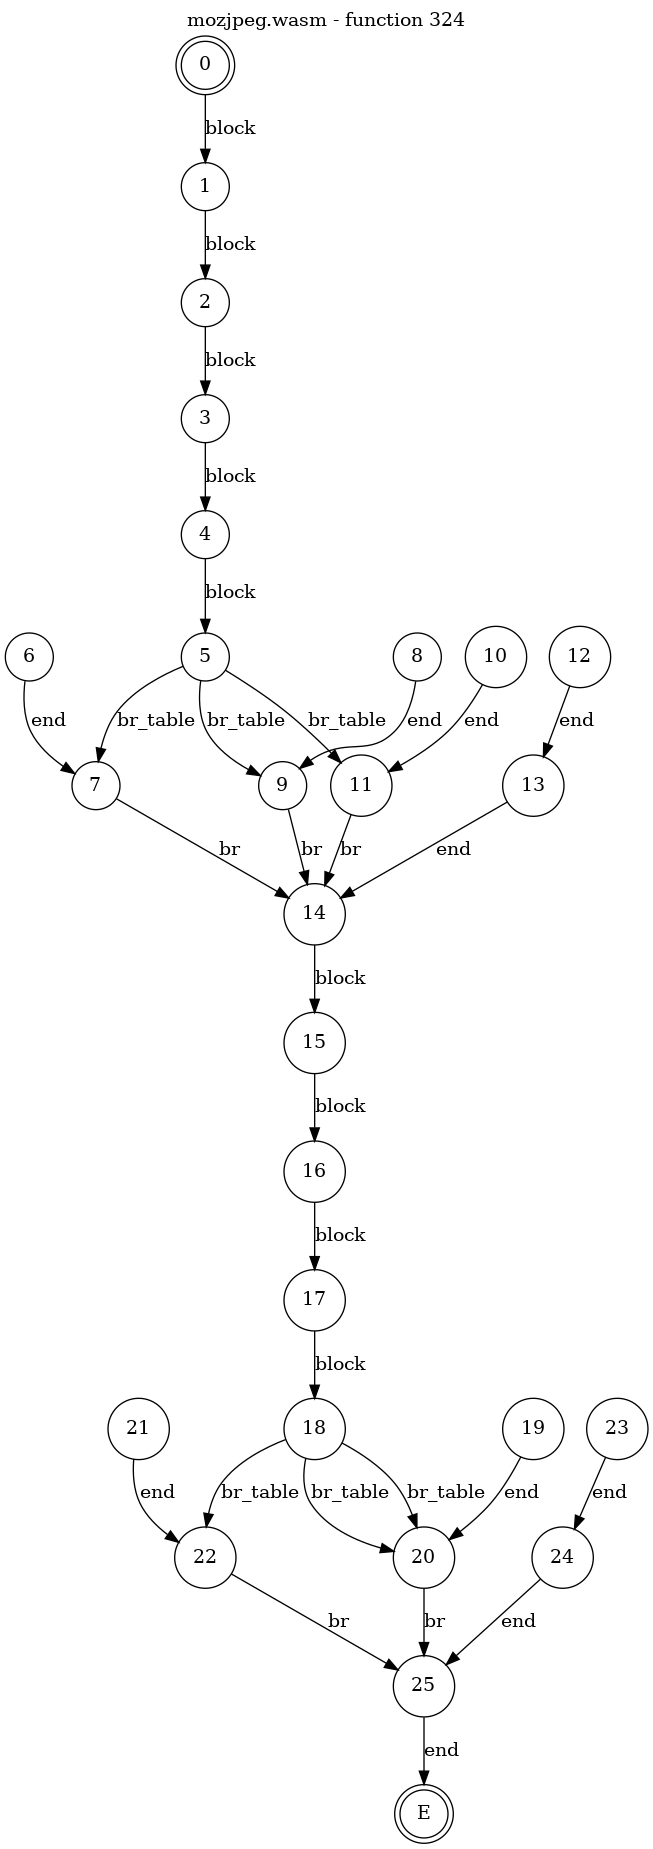 mozjpeg.wasm - function 324
0
block
1
block
2
block
3
block
4
block
6
5
8
10
12
end
br_table
br_table
br_table
end
end
end
7
9
11
13
br
br
br
end
14
block
15
block
16
block
17
block
21
18
19
23
end
br_table
br_table
br_table
end
end
22
20
24
br
br
end
25
end
E